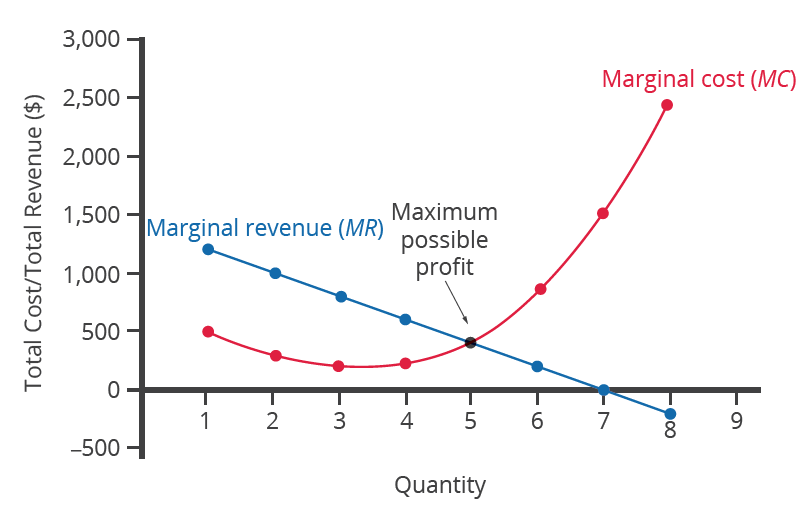 3,000
2,500
2,000
1,500
1,000
500
0
–500
Total Cost/Total Revenue ($)
Marginal cost (MC)
Marginal revenue (MR)
Maximum
possible
profit
1 2 3 4 5 6 7 8 9
Quantity